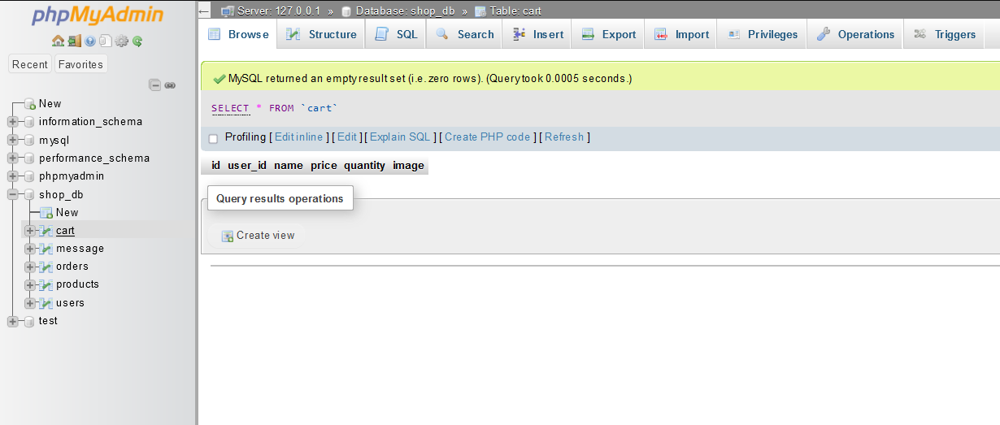 phpMyAdmin
Recent Favorites
New
information_schema
mysql
performance_schema
phpmyadmin
shop_db
New
cart
message
orders
products
users
test
← Server: 127.0.0.1 » Database: shop_db » Table: cart
Browse Structure SQL Search Insert Export Import Privileges Operations Triggers
MySQL returned an empty result set (i.e. zero rows). (Query took 0.0005 seconds.)
SELECT * FROM `cart`
Profiling [ Edit inline ] [ Edit ] [ Explain SQL ] [ Create PHP code ] [ Refresh ]
id user_id name price quantity image
Query results operations
Create view